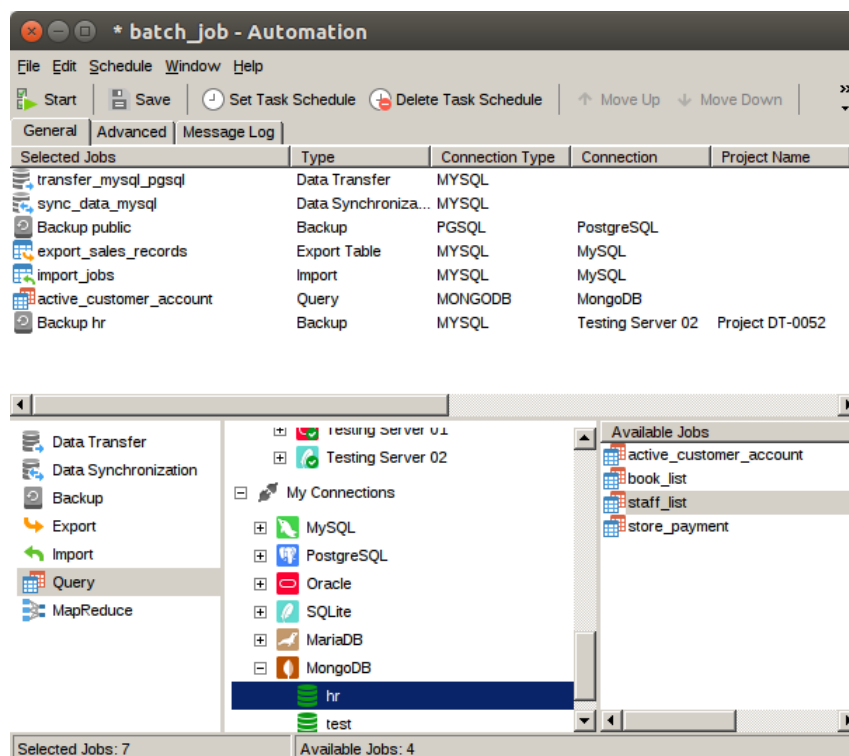 * batch_job - Automation
File Edit Schedule Window Help
Start Save Set Task Schedule Delete Task Schedule Move Up Move Down
General Advanced Message Log
Selected Jobs Type Connection Type Connection Project Name
transfer_mysql_pgsql Data Transfer MYSQL
sync_data_mysql Data Synchroniza... MYSQL
Backup public Backup PGSQL PostgreSQL
export_sales_records Export Table MYSQL MySQL
import_jobs Import MYSQL MySQL
active_customer_account Query MONGODB MongoDB
Backup hr Backup MYSQL Testing Server 02 Project DT-0052
Data Transfer
Data Synchronization
Backup
Export
Import
Query
MapReduce
Testing Server 01
Testing Server 02
My Connections
MySQL
PostgreSQL
Oracle
SQLite
MariaDB
MongoDB
hr
test
Available Jobs
active_customer_account
book_list
staff_list
store_payment
Selected Jobs: 7 Available Jobs: 4